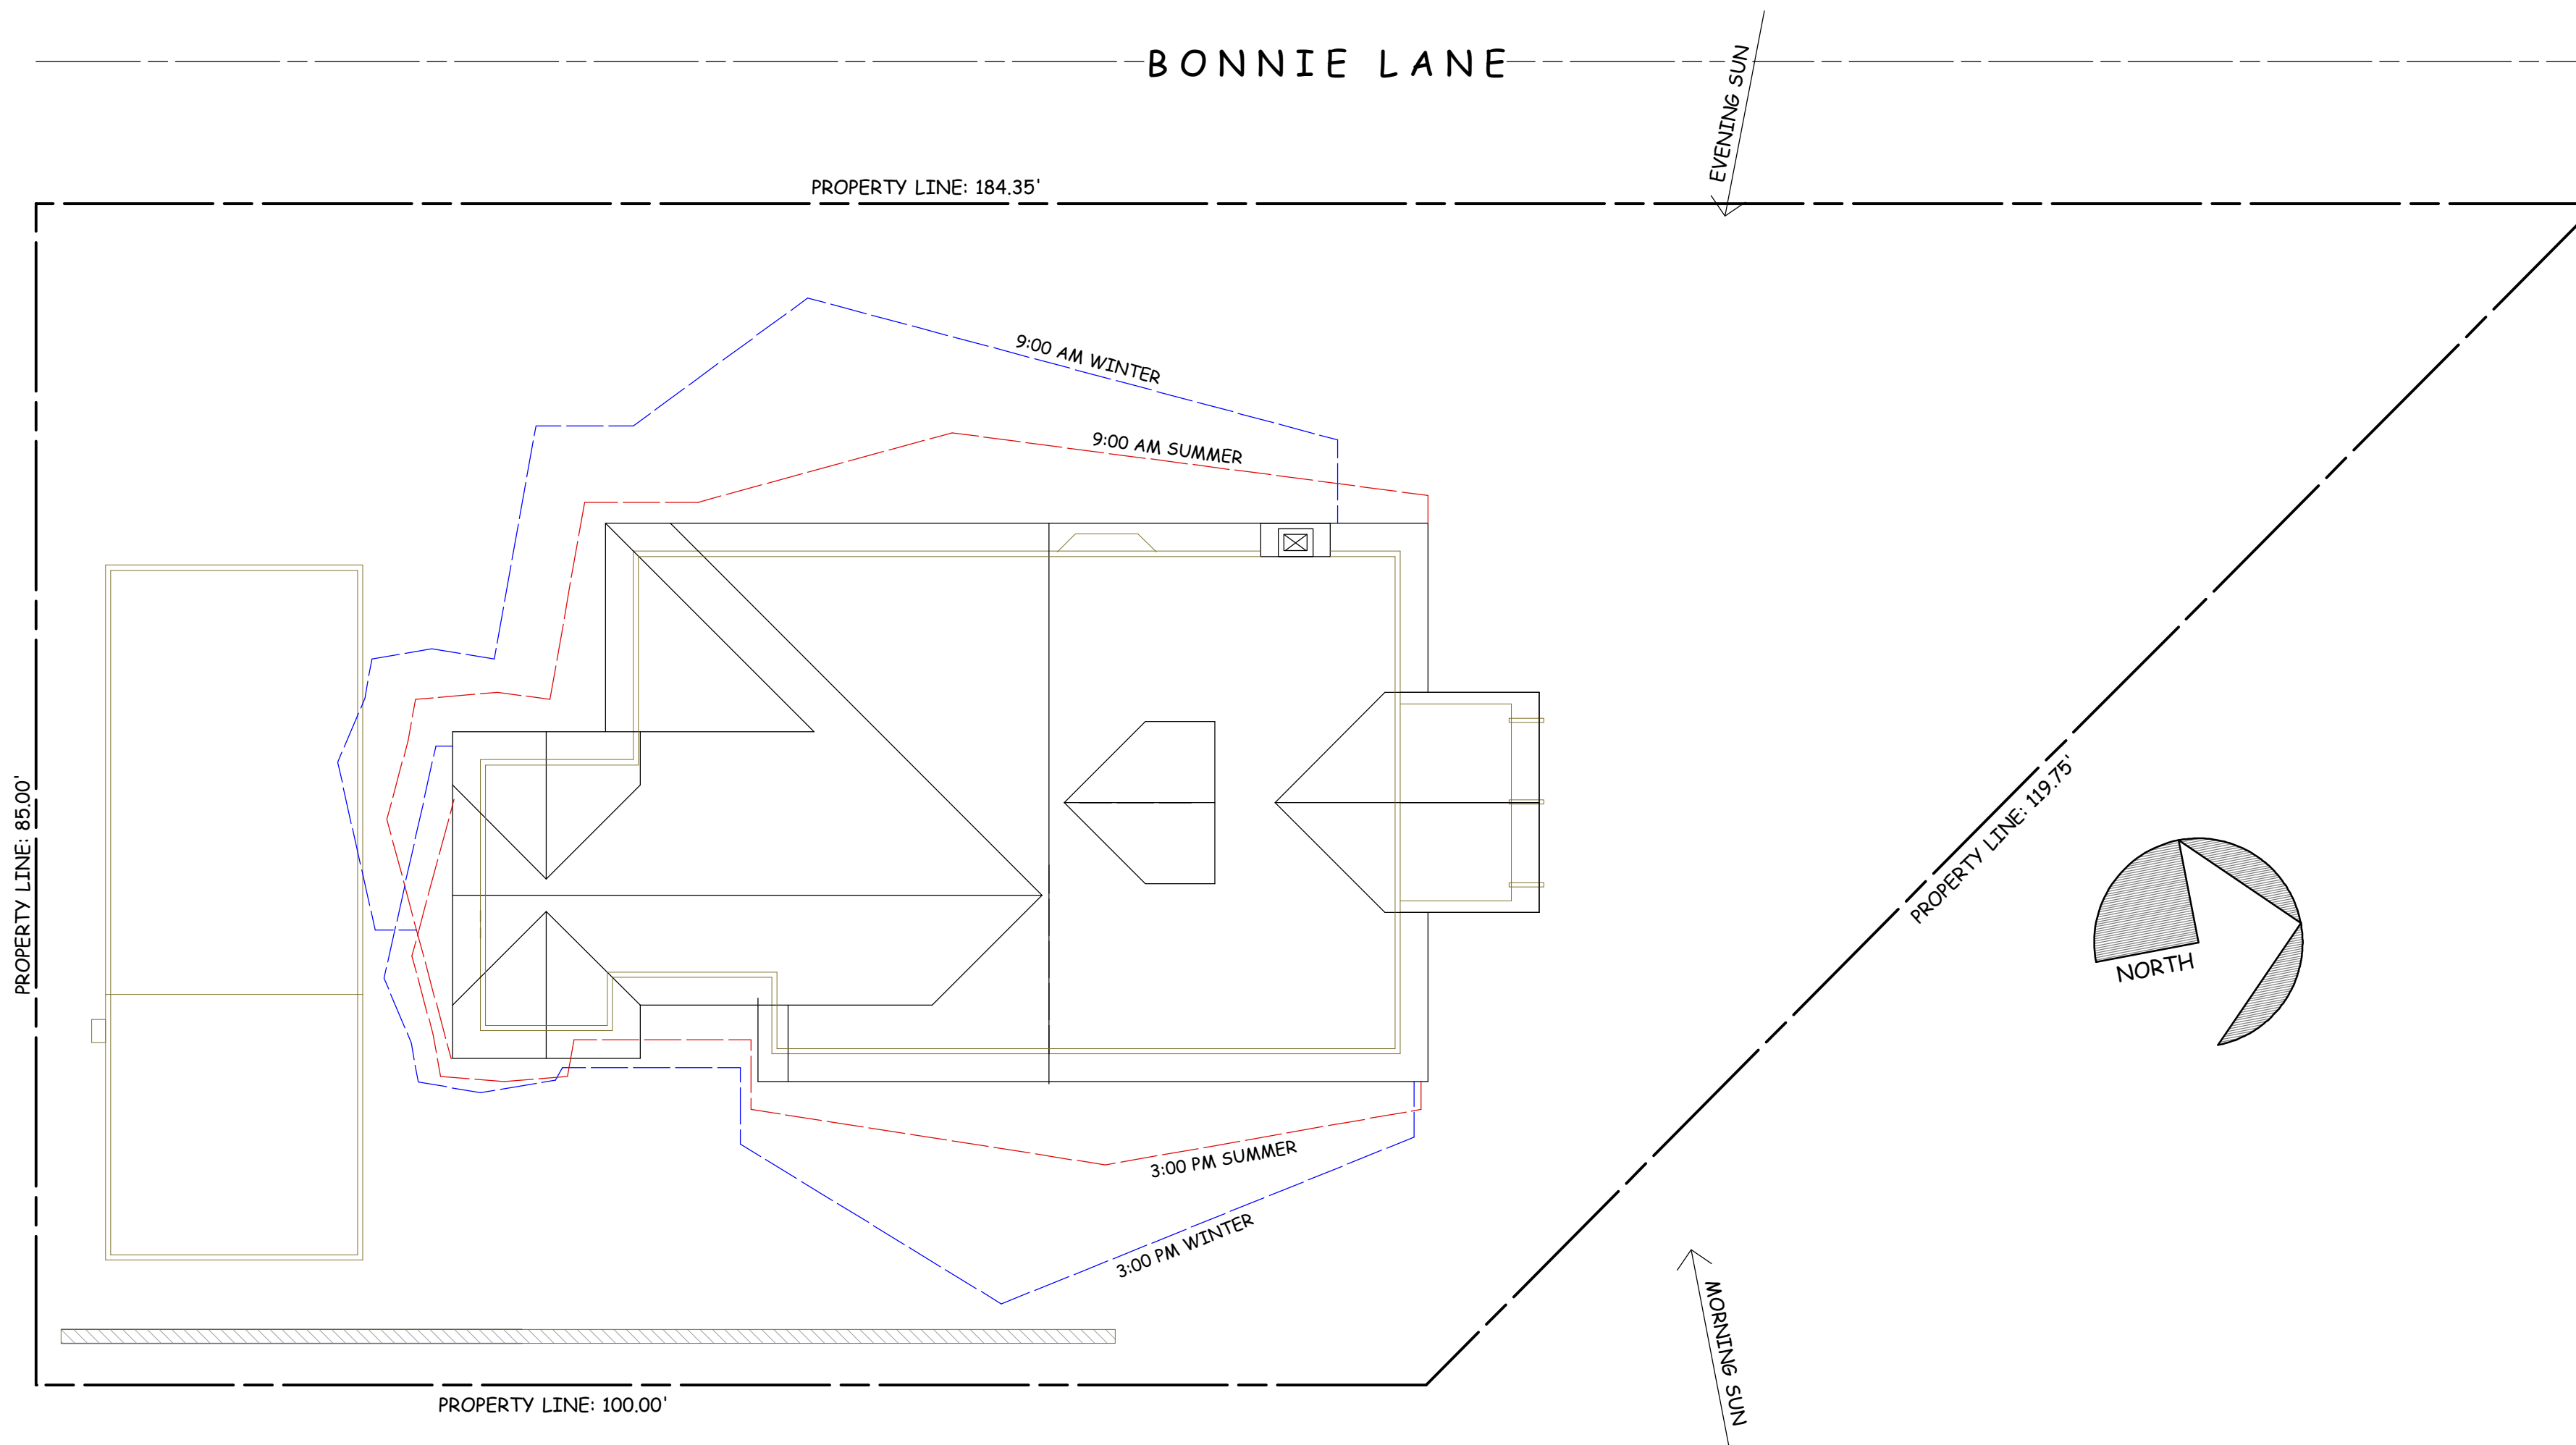 BONNIE LANE
EVENING SUN
PROPERTY LINE: 184.35'
9:00 AM WINTER
9:00 AM SUMMER
PROPERTY LINE: 85.00'
PROPERTY LINE: 119.75'
NORTH
3:00 PM SUMMER
3:00 PM WINTER
MORNING SUN
PROPERTY LINE: 100.00'